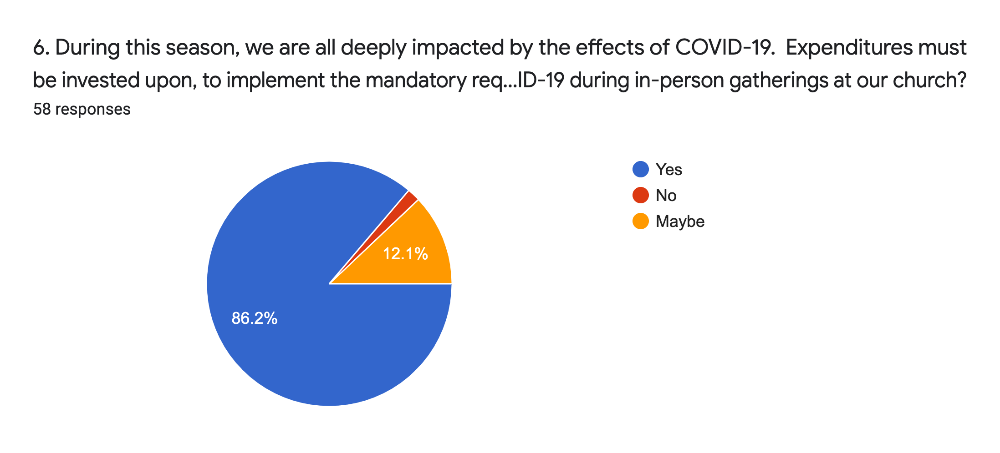 6. During this season, we are all deeply impacted by the effects of COVID-19.  Expenditures must
be invested upon, to implement the mandatory req...ID-19 during in-person gatherings at our church?
58 responses
Yes
No
Maybe
12.1%
86.2%